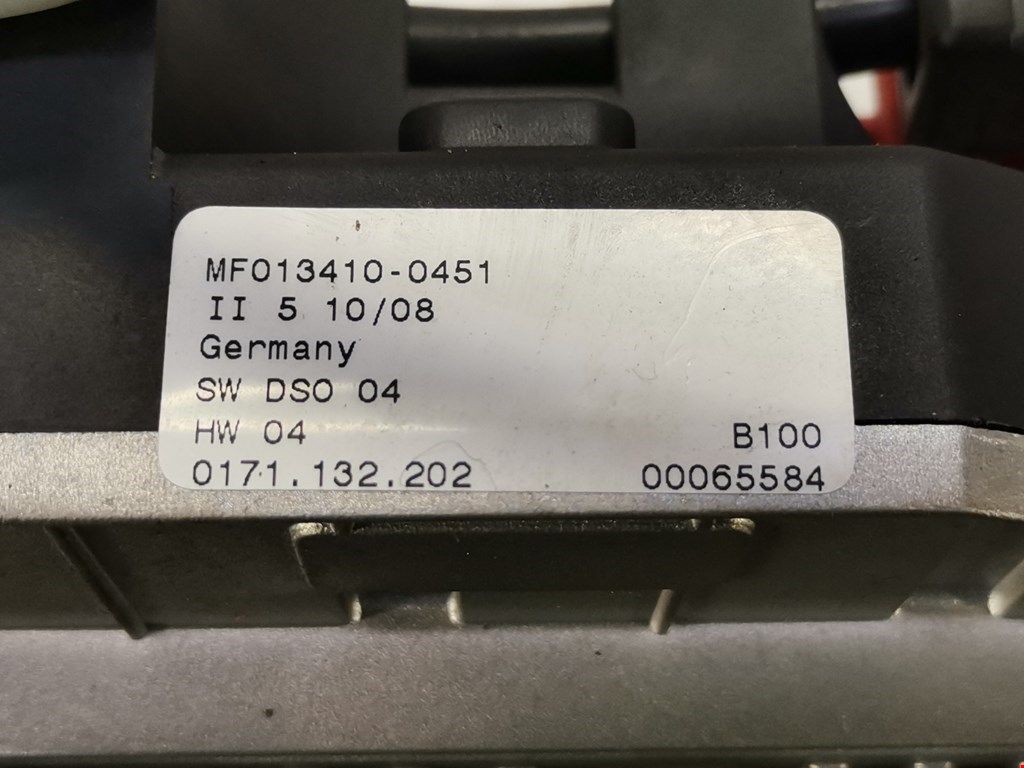 MF013410-0451
II 5 10/08
Germany
SW DSO 04
HW 04 B100
0171.132.202 00065584